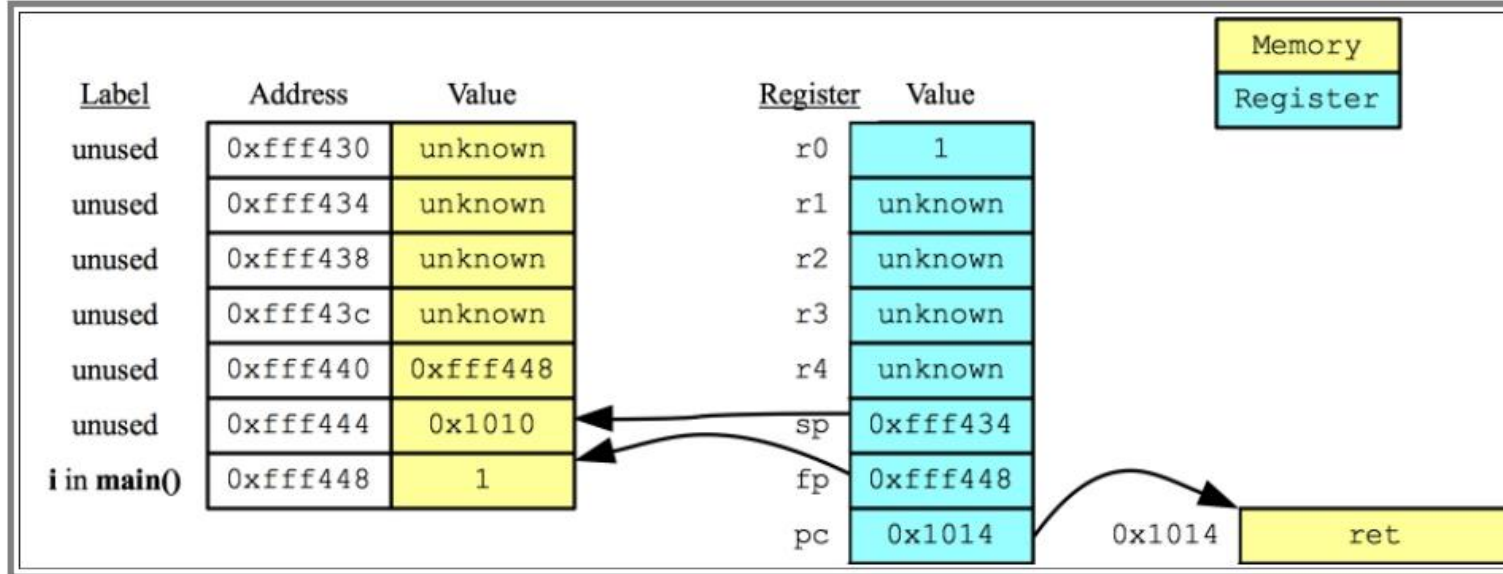 Memory
Register
Label Address Value Register Value
unused 0xfff430 unknown r0 1
unused 0xfff434 unknown r1 unknown
unused 0xfff438 unknown r2 unknown
unused 0xfff43c unknown r3 unknown
unused 0xfff440 0xfff448 r4 unknown
unused 0xfff444 0x1010 sp 0xfff434
i in main() 0xfff448 1 fp 0xfff448
pc 0x1014 0x1014 ret